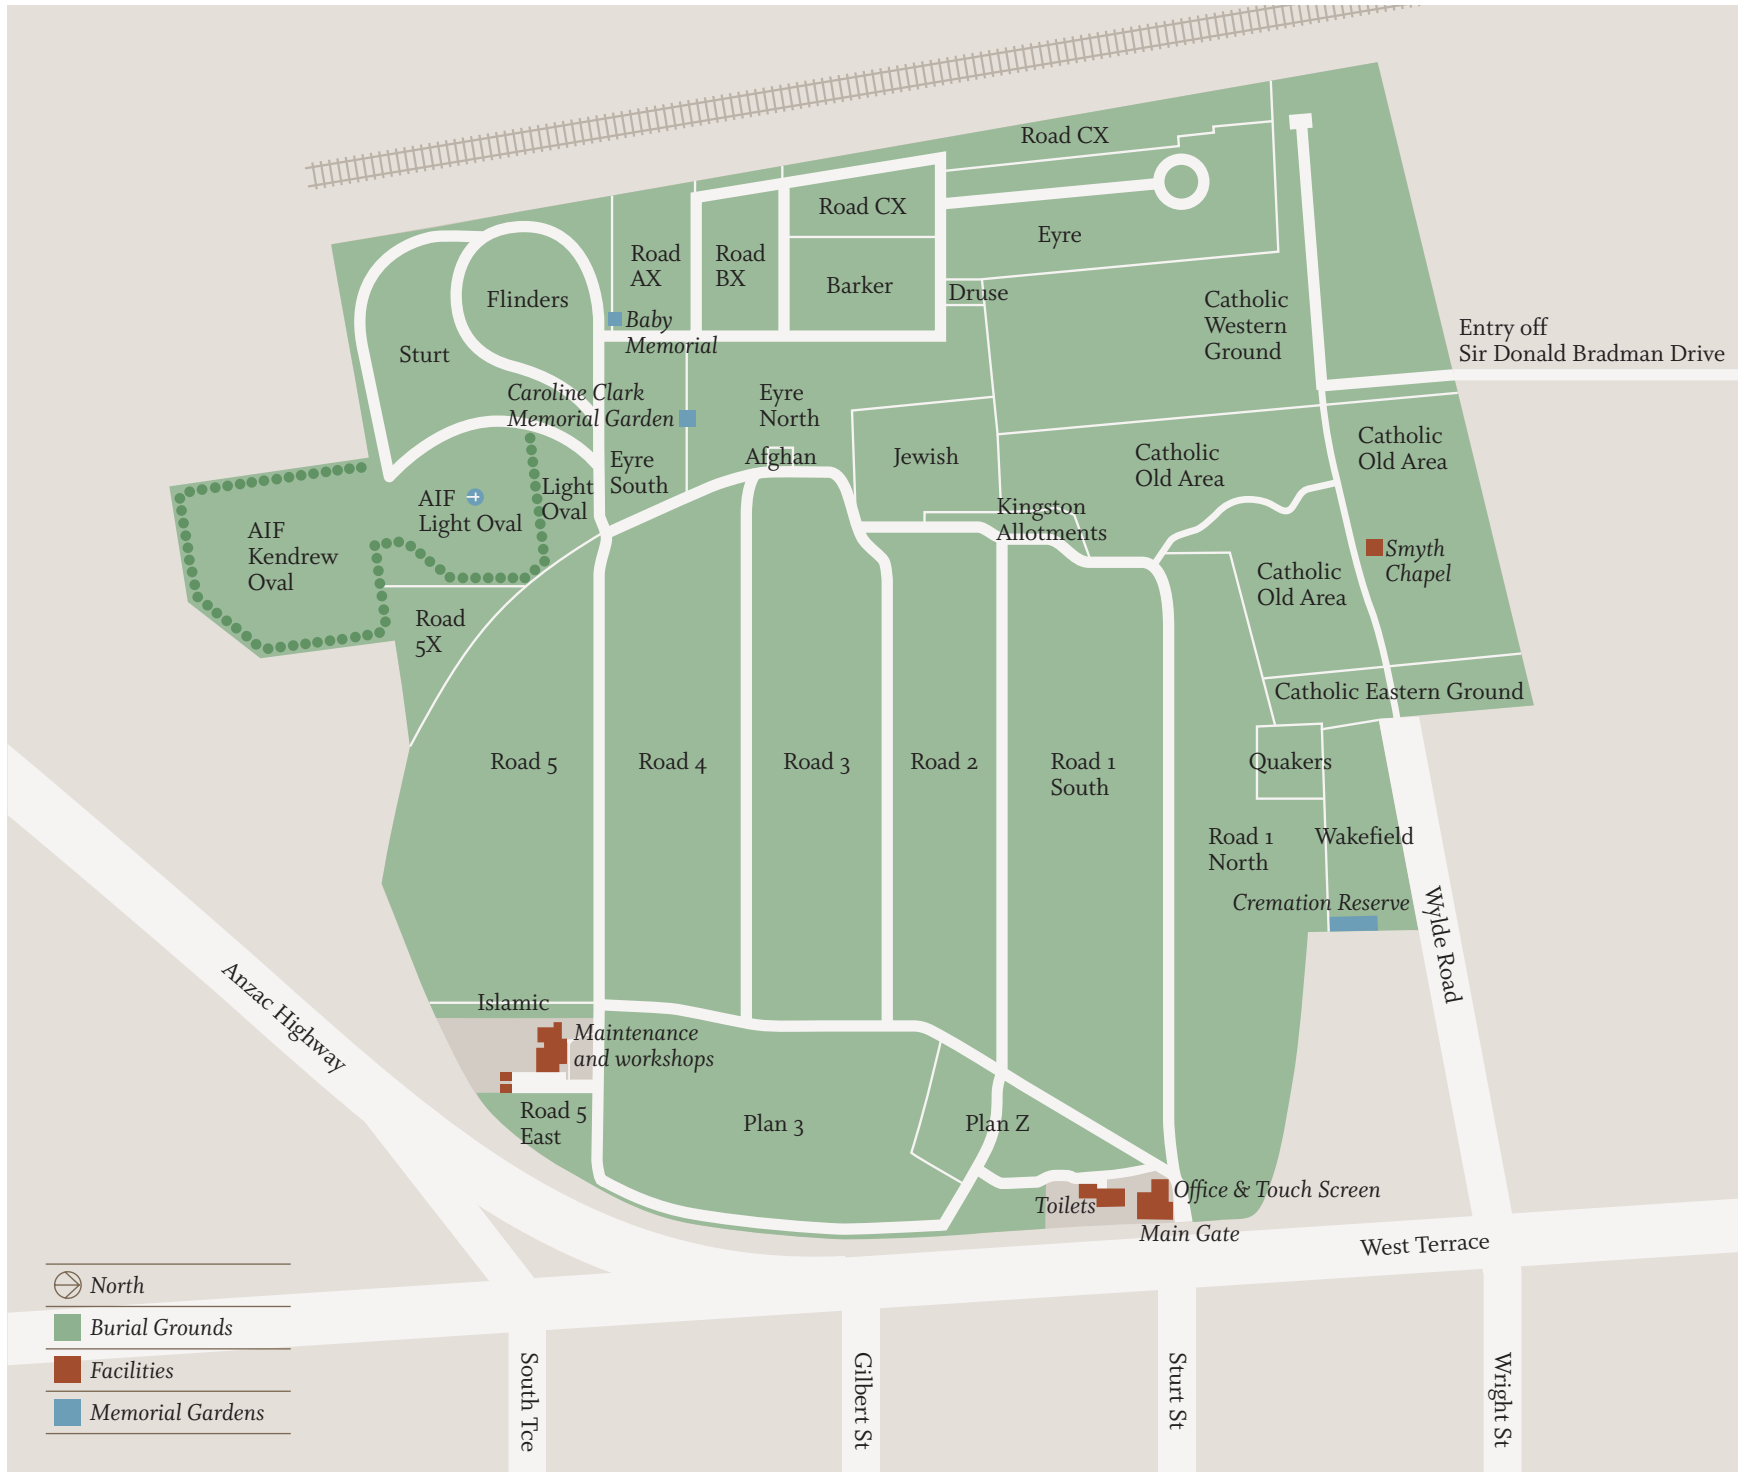 Road CX
Road CX
Eyre
Road
AX
Road
BX
Barker
Druse
Flinders
Sturt
Baby
Memorial
Catholic
Western
Ground
Entry off
Sir Donald Bradman Drive
Caroline Clark
Memorial Garden
Eyre
North
Afghan
Jewish
Catholic
Old Area
Catholic
Old Area
Eyre
South
Light
Oval
AIF
Light Oval
AIF
Kendrew
Oval
Kingston
Allotments
Smyth
Chapel
Catholic
Old Area
Road
5X
Catholic Eastern Ground
Road 5
Road 4
Road 3
Road 2
Road 1
South
Quakers
Road 1
North
Wakefield
Cremation Reserve
Wylde Road
Anzac Highway
Islamic
Maintenance
and workshops
Road 5
East
Plan 3
Plan Z
Toilets
Office & Touch Screen
Main Gate
West Terrace
North
Burial Grounds
Facilities
Memorial Gardens
South Tce
Gilbert St
Sturt St
Wright St